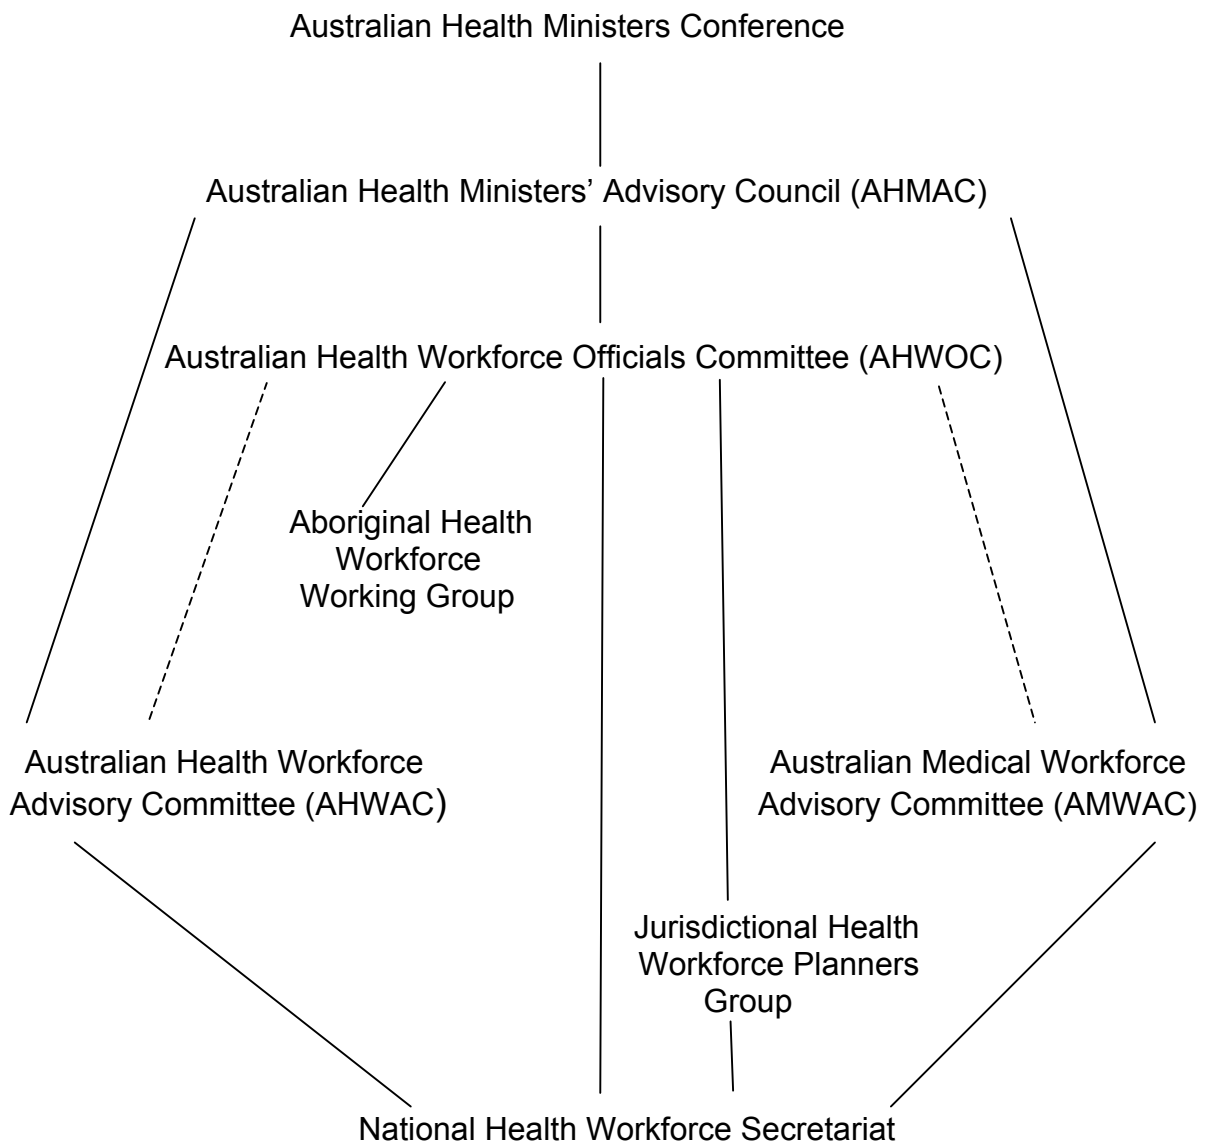 Australian Health Ministers Conference
Australian Health Ministers’ Advisory Council (AHMAC)
Australian Health Workforce Officials Committee (AHWOC)
Aboriginal Health
Workforce
Working Group
Australian Health Workforce
Advisory Committee (AHWAC)
Australian Medical Workforce
Advisory Committee (AMWAC)
Jurisdictional Health
Workforce Planners
Group
National Health Workforce Secretariat